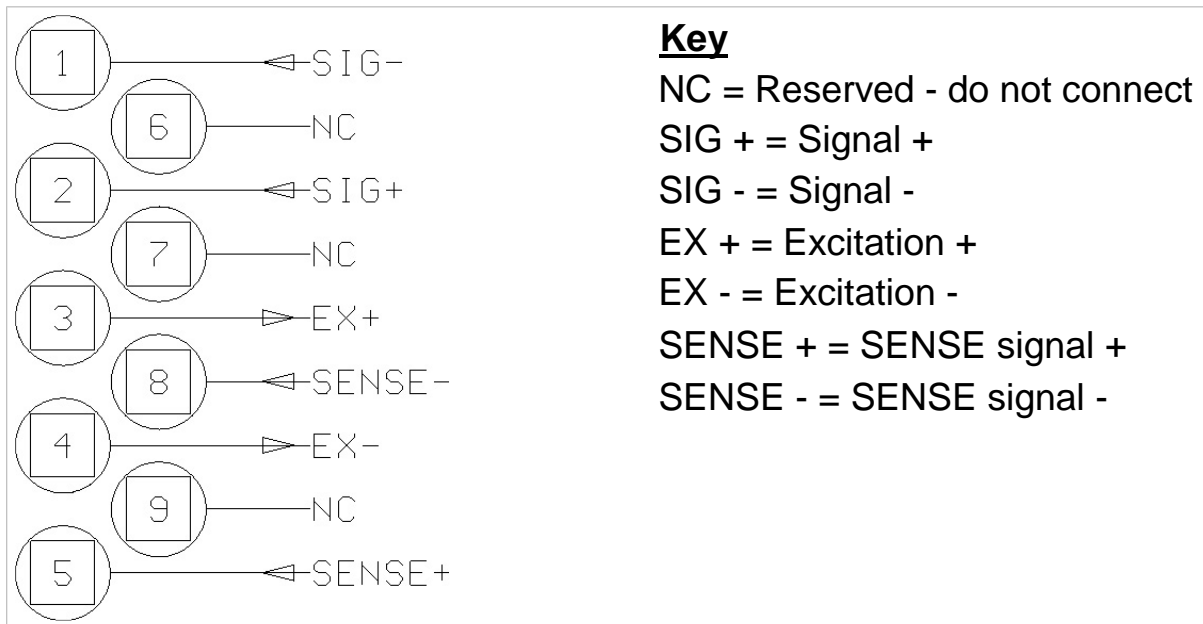 1 SIG-
6 NC
2 SIG+
7 NC
3 EX+
8 SENSE-
4 EX-
9 NC
5 SENSE+
Key
NC = Reserved - do not connect
SIG + = Signal +
SIG - = Signal -
EX + = Excitation +
EX - = Excitation -
SENSE + = SENSE signal +
SENSE - = SENSE signal -